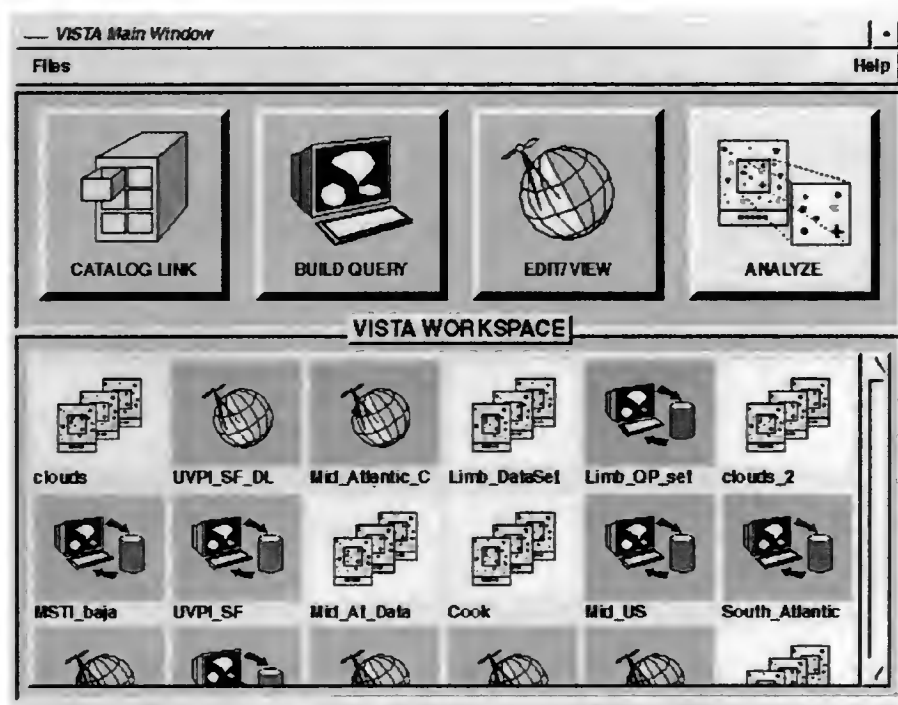 VISTA Main Window
Files Help
CATALOG LINK BUILD QUERY EDIT/VIEW ANALYZE
VISTA WORKSPACE
clouds UVPI_SF_DL Mid_Atlantic_C Limb_DataSet Limb_QP_set clouds_2
MSTI_baja UVPI_SF Mid_At_Data Cook Mid_US South_Atlantic